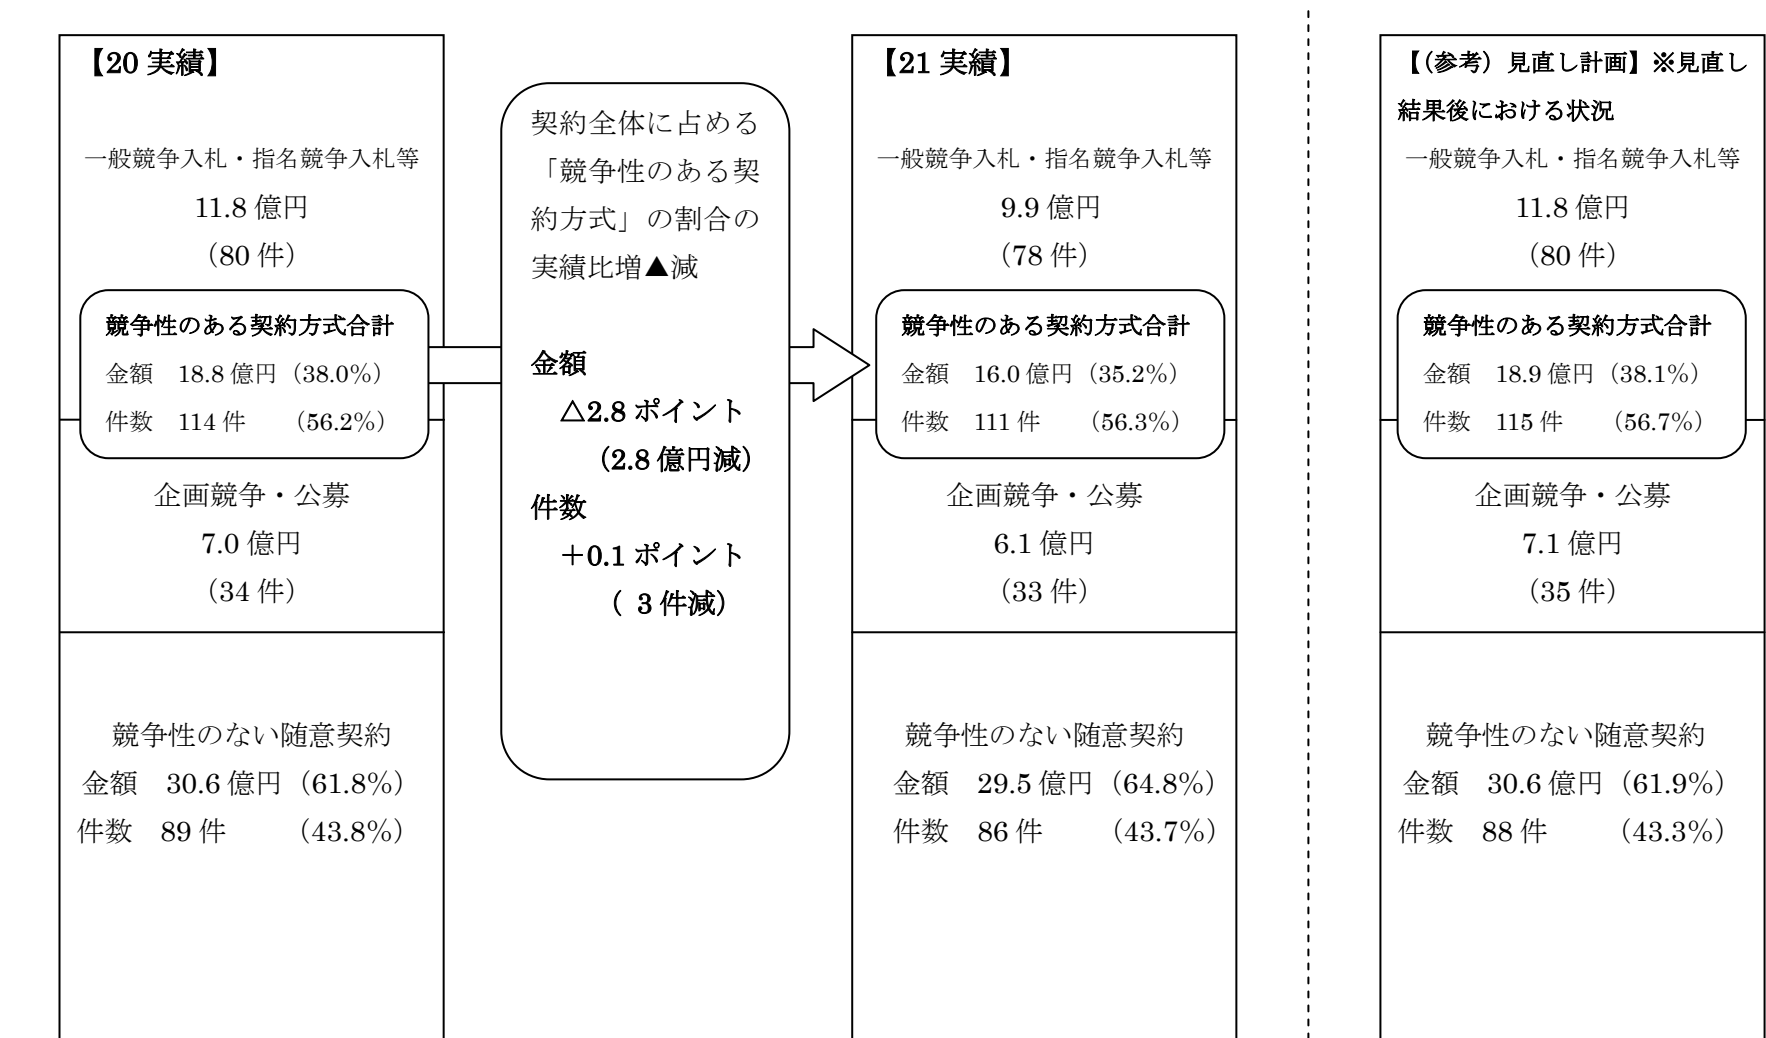 【20 実績】
一般競争入札・指名競争入札等
11.8 億円
（80 件）
競争性のある契約方式合計
金額　18.8 億円（38.0%）
件数　114 件　　（56.2%）
企画競争・公募
7.0 億円
（34 件）
競争性のない随意契約
金額　30.6 億円（61.8%）
件数　89 件　　　（43.8%）
契約全体に占める
「競争性のある契
約方式」の割合の
実績比増▲減
金額
△2.8 ポイント
（2.8 億円減）
件数
＋0.1 ポイント
（ 3 件減）
【21 実績】
一般競争入札・指名競争入札等
9.9 億円
（78 件）
競争性のある契約方式合計
金額　16.0 億円（35.2%）
件数　111 件　　（56.3%）
企画競争・公募
6.1 億円
（33 件）
競争性のない随意契約
金額　29.5 億円（64.8%）
件数　86 件　　　（43.7%）
【（参考）見直し計画】※見直し
結果後における状況
一般競争入札・指名競争入札等
11.8 億円
（80 件）
競争性のある契約方式合計
金額　18.9 億円（38.1%）
件数　115 件　　（56.7%）
企画競争・公募
7.1 億円
（35 件）
競争性のない随意契約
金額　30.6 億円（61.9%）
件数　88 件　　　（43.3%）